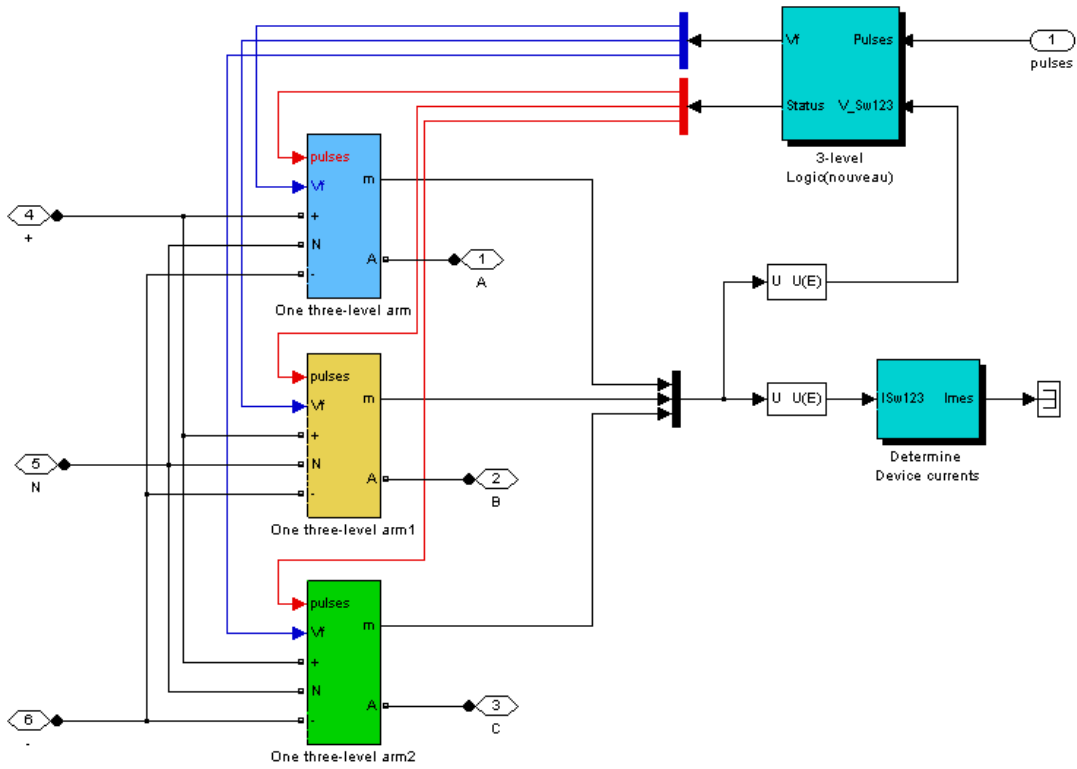 Vf
Pulses
1
pulses
Status
V_Sw123
3-level
Logic(nouveau)
pulses
m
Vf
4
+
+
N
A
1
A
-
One three-level arm
U U(E)
pulses
m
Vf
U U(E)
ISw123
Imes
+
5
N
N
A
2
B
-
Determine
Device currents
One three-level arm1
pulses
m
Vf
+
N
A
3
C
6
-
-
One three-level arm2